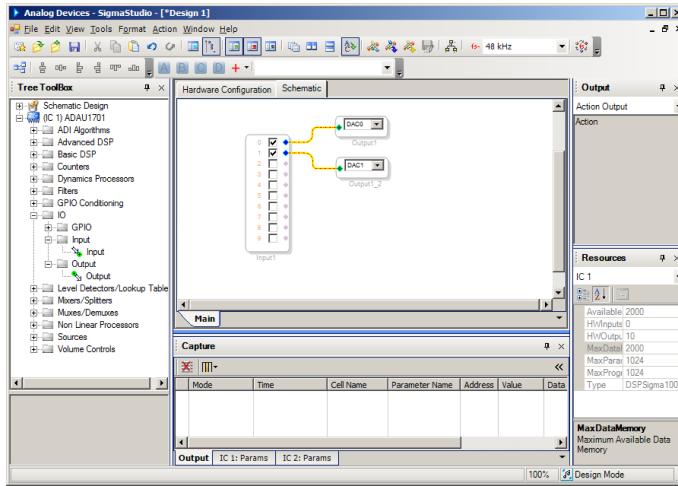 Analog Devices - SigmaStudio - [*Design 1]
File Edit View Tools Format Action Window Help
48 kHz
A B C D
Tree ToolBox
Schematic Design
(IC 1) ADAU1701
ADI Algorithms
Advanced DSP
Basic DSP
Counters
Dynamics Processors
Filters
GPIO Conditioning
IO
GPIO
Input
Input
Output
Output
Level Detectors/Lookup Table
Mixers/Splitters
Muxes/Demuxes
Non Linear Processors
Sources
Volume Controls
Hardware Configuration Schematic
0
1
2
3
4
5
6
7
8
9
Input1
DAC0
Output1
DAC1
Output1_2
Main
Capture
Mode Time Cell Name Parameter Name Address Value Data
Output IC 1: Params IC 2: Params
Output
Action Output
Action
Resources
IC 1
Available 2000
HWInputs 0
HWOutpu 10
MaxDatal 2000
MaxParar 1024
MaxProgr 1024
Type DSPSigma100
MaxDataMemory
Maximum Available Data
Memory
100% Design Mode